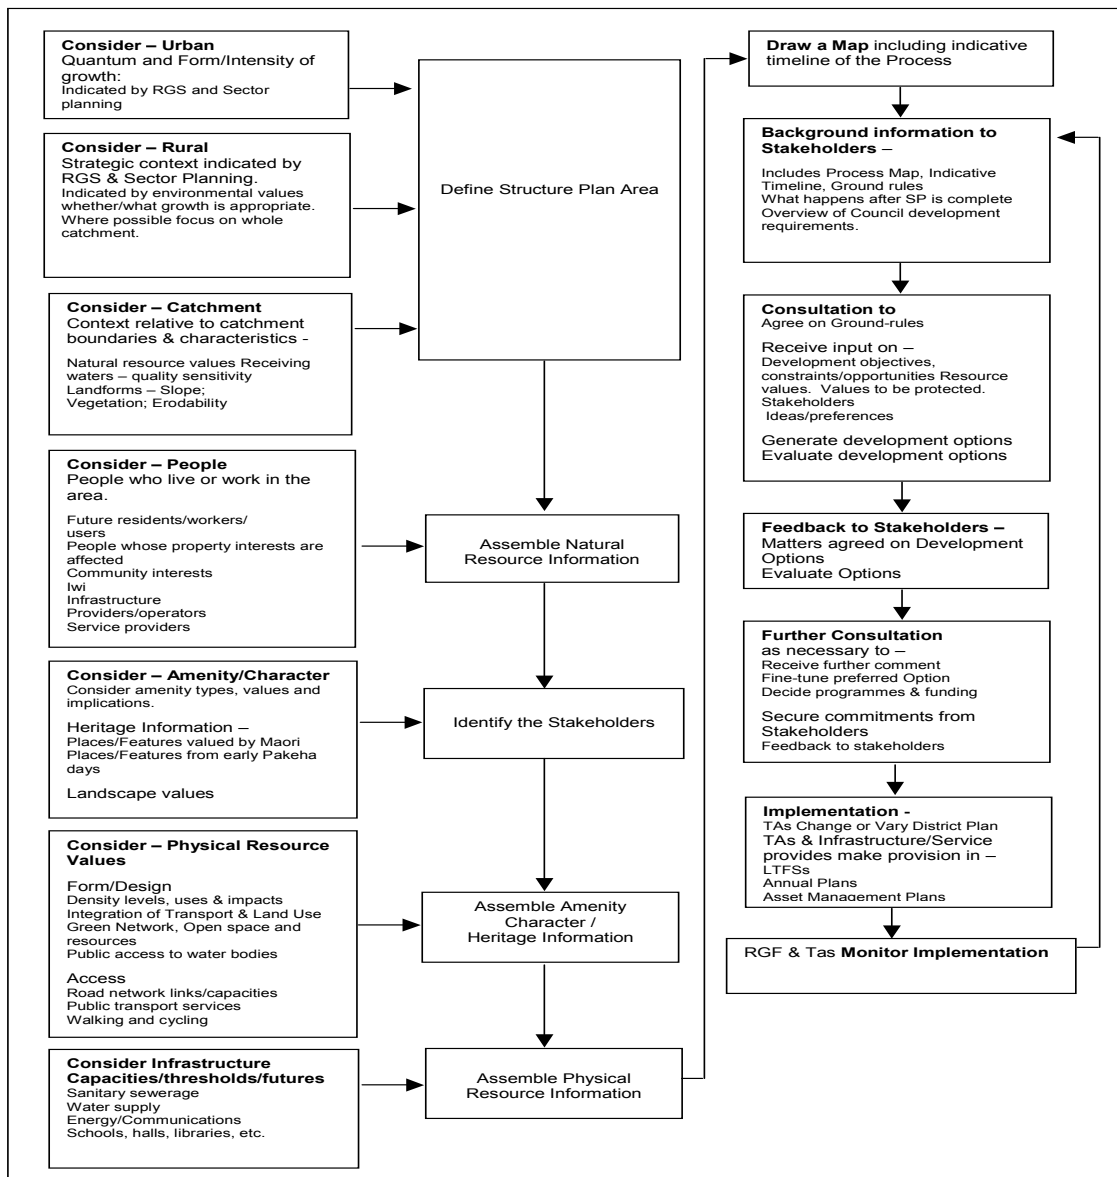 Consider – Urban
Quantum and Form/Intensity of
growth:
Indicated by RGS and Sector
planning
Consider – Rural
Strategic context indicated by
RGS & Sector Planning.
Indicated by environmental values
whether/what growth is appropriate.
Where possible focus on whole
catchment.
Consider – Catchment
Context relative to catchment
boundaries & characteristics -
Natural resource values Receiving
waters – quality sensitivity
Landforms – Slope;
Vegetation; Erodability
Consider – People
People who live or work in the
area.
Future residents/workers/
users
People whose property interests are
affected
Community interests
Iwi
Infrastructure
Providers/operators
Service providers
Consider – Amenity/Character
Consider amenity types, values and
implications.
Heritage Information –
Places/Features valued by Maori
Places/Features from early Pakeha
days
Landscape values
Consider – Physical Resource
Values
Form/Design
Density levels, uses & impacts
Integration of Transport & Land Use
Green Network, Open space and
resources
Public access to water bodies
Access
Road network links/capacities
Public transport services
Walking and cycling
Consider Infrastructure
Capacities/thresholds/futures
Sanitary sewerage
Water supply
Energy/Communications
Schools, halls, libraries, etc.
Define Structure Plan Area
Assemble Natural
Resource Information
Identify the Stakeholders
Assemble Amenity
Character /
Heritage Information
Assemble Physical
Resource Information
Draw a Map including indicative
timeline of the Process
Background information to
Stakeholders –
Includes Process Map, Indicative
Timeline, Ground rules
What happens after SP is complete
Overview of Council development
requirements.
Consultation to
Agree on Ground-rules
Receive input on –
Development objectives,
constraints/opportunities Resource
values.  Values to be protected.
Stakeholders
Ideas/preferences
Generate development options
Evaluate development options
Feedback to Stakeholders –
Matters agreed on Development
Options
Evaluate Options
Further Consultation
as necessary to –
Receive further comment
Fine-tune preferred Option
Decide programmes & funding
Secure commitments from
Stakeholders
Feedback to stakeholders
Implementation -
TAs Change or Vary District Plan
TAs & Infrastructure/Service
provides make provision in –
LTFSs
Annual Plans
Asset Management Plans
RGF & Tas Monitor Implementation